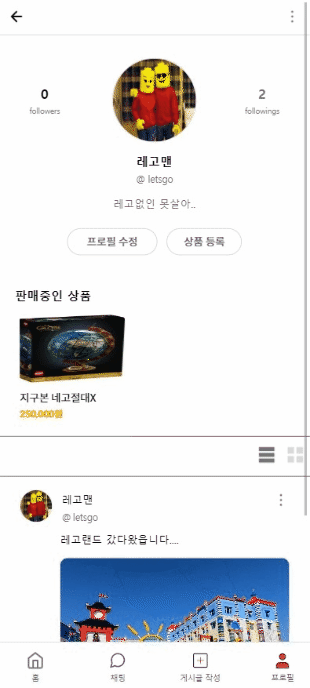 0
followers
2
followings
레고맨
@ letsgo
레고없인 못살아..
프로필 수정
상품 등록
판매중인 상품
지구본 네고절대X
250,000원
레고맨
@ letsgo
레고랜드 갔다왔읍니다....
홈
채팅
게시글 작성
프로필